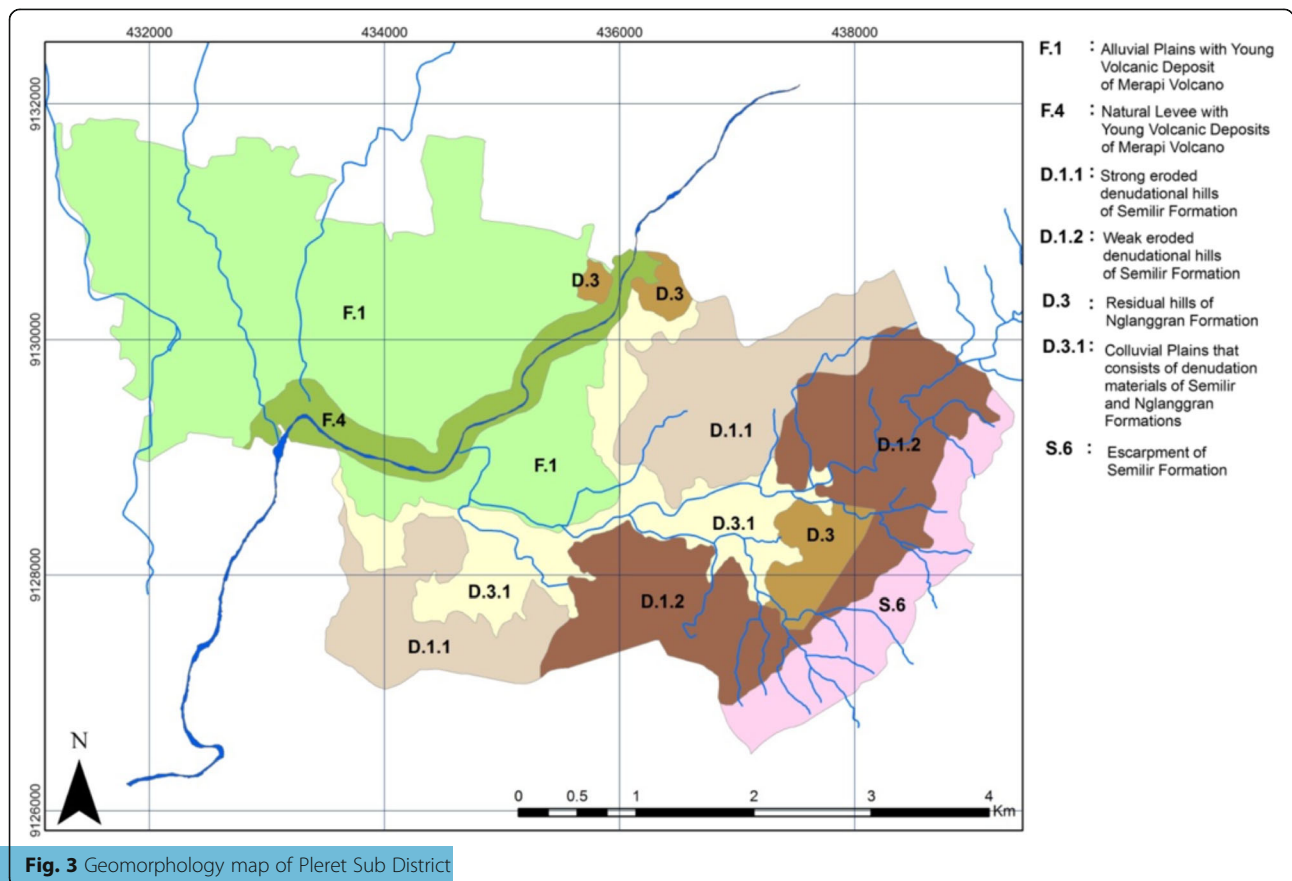 432000 434000 436000 438000
9132000
9130000
9128000
9126000
D.3
D.3
F.1
F.4
D.1.1
D.1.2
F.1
D.3.1
D.3
D.3.1
D.1.2
S.6
D.1.1
N
0 0.5 1 2 3 4
Km
F.1 : Alluvial Plains with Young
Volcanic Deposit
of Merapi Volcano
F.4 : Natural Levee with
Young Volcanic Deposits
of Merapi Volcano
D.1.1 : Strong eroded
denudational hills
of Semilir Formation
D.1.2 : Weak eroded
denudational hills
of Semilir Formation
D.3 : Residual hills of
Nglanggran Formation
D.3.1 : Colluvial Plains that
consists of denudation
materials of Semilir
and Nglanggran
Formations
S.6 : Escarpment of
Semilir Formation
Fig. 3 Geomorphology map of Pleret Sub District